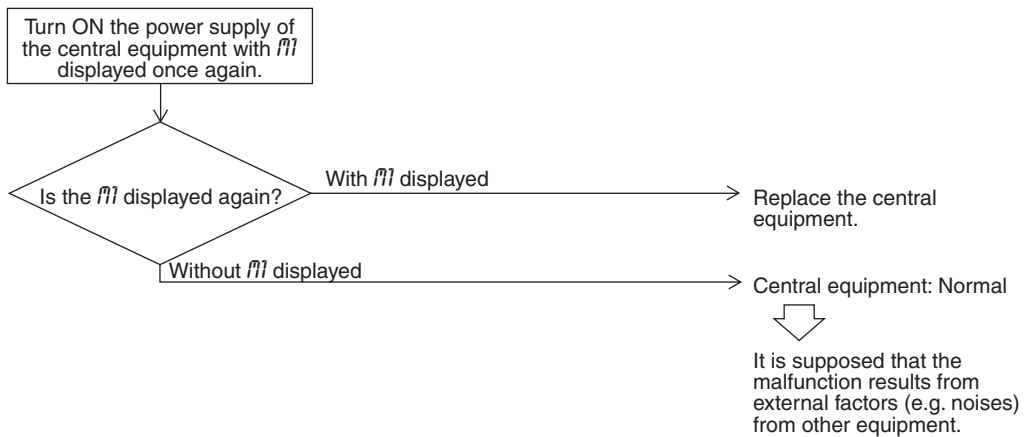 Turn ON the power supply of
the central equipment with M1
displayed once again.
Is the M1 displayed again?
With M1 displayed
Replace the central
equipment.
Without M1 displayed
Central equipment: Normal
It is supposed that the
malfunction results from
external factors (e.g. noises)
from other equipment.